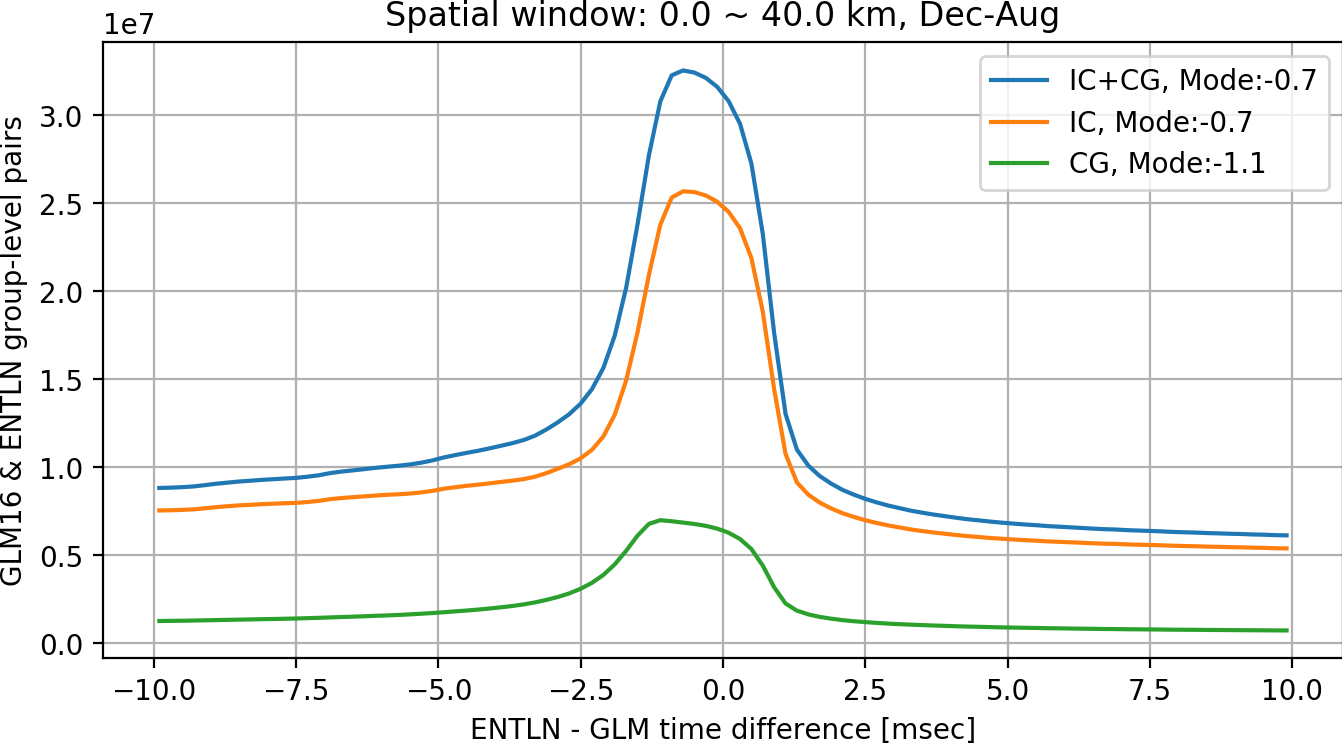 Spatial window: 0.0 ~ 40.0 km, Dec-Aug
1e7
IC+CG, Mode:-0.7
IC, Mode:-0.7
CG, Mode:-1.1
GLM16 & ENTLN group-level pairs
3.0
2.5
2.0
1.5
1.0
0.5
0.0
−10.0 −7.5 −5.0 −2.5 0.0 2.5 5.0 7.5 10.0
ENTLN - GLM time difference [msec]